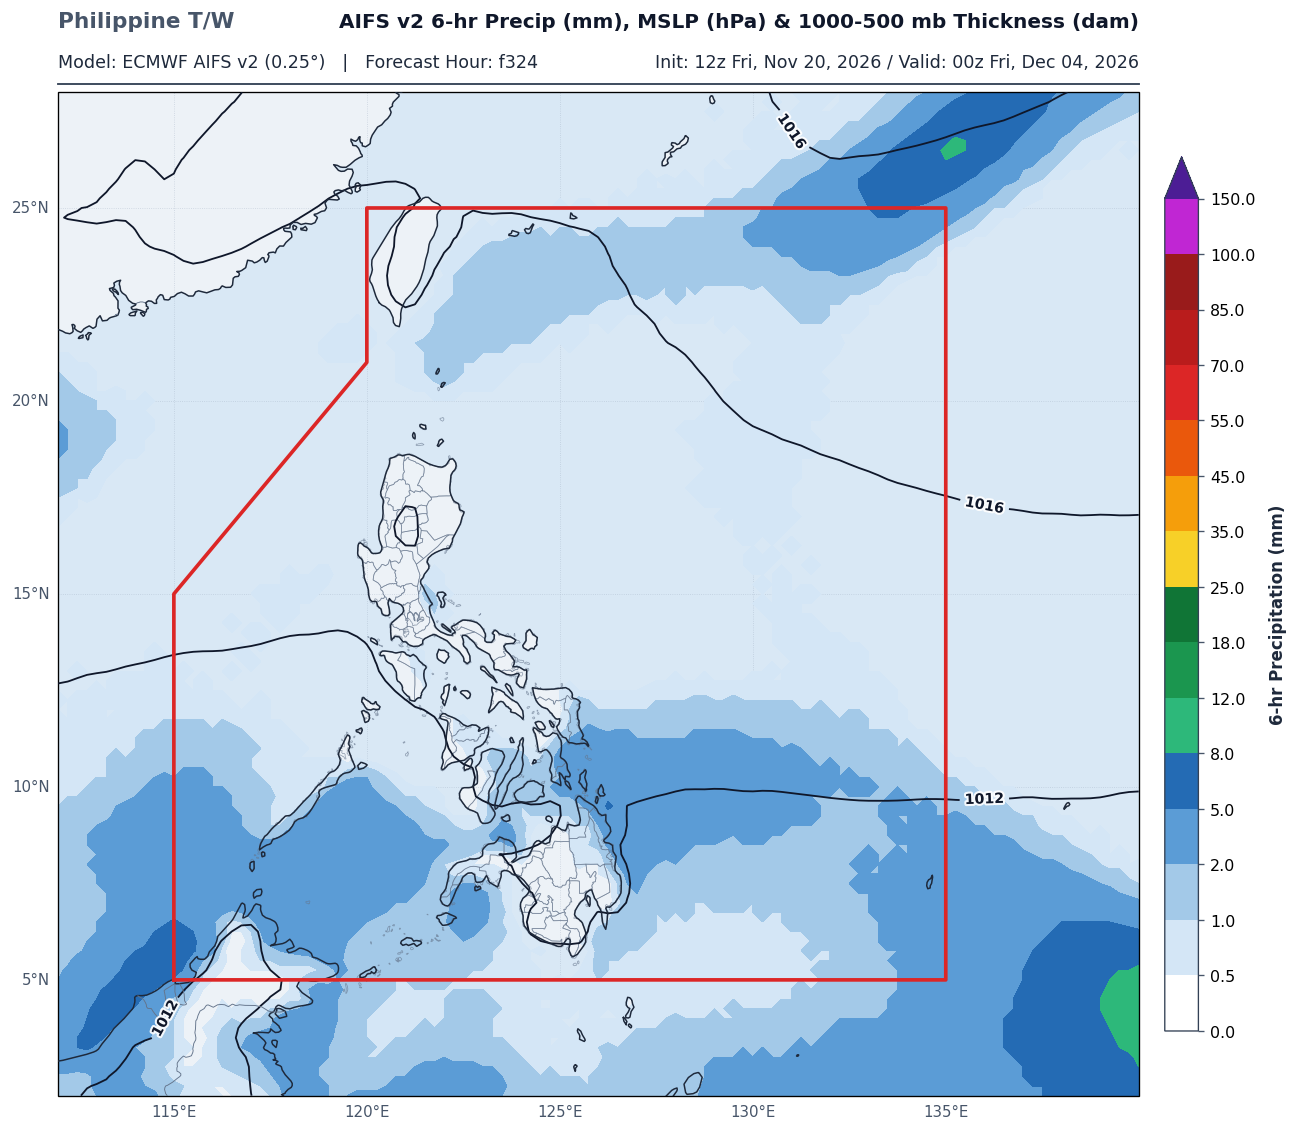 Philippine T/W
AIFS v2 6-hr Precip (mm), MSLP (hPa) & 1000-500 mb Thickness (dam)
Model: ECMWF AIFS v2 (0.25°) | Forecast Hour: f324
Init: 12z Fri, Nov 20, 2026 / Valid: 00z Fri, Dec 04, 2026
1016
1016
1012
1012
25°N
20°N
15°N
10°N
5°N
115°E
120°E
125°E
130°E
135°E
150.0
100.0
85.0
70.0
55.0
45.0
35.0
25.0
18.0
12.0
8.0
5.0
2.0
1.0
0.5
0.0
6-hr Precipitation (mm)